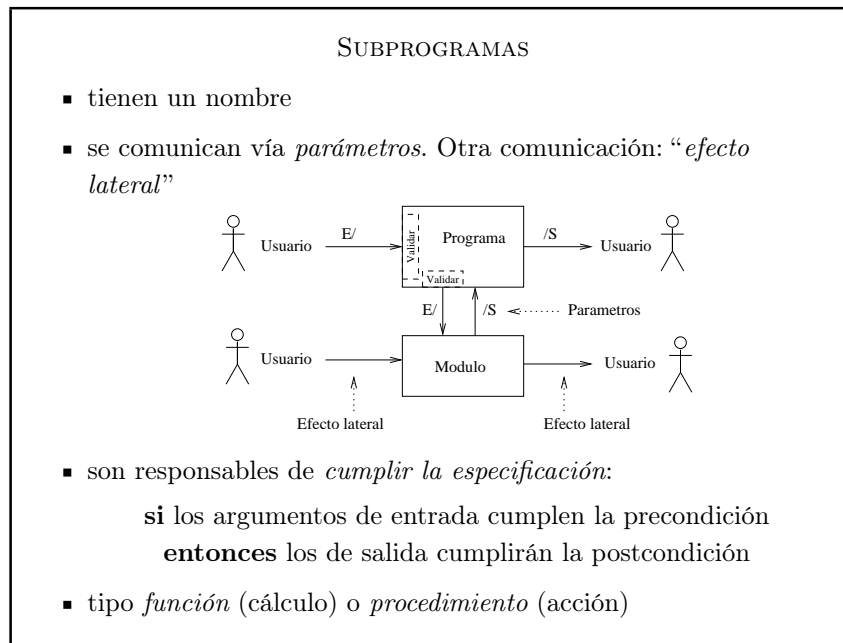 SUBPROGRAMAS
▪ tienen un nombre
▪ se comunican vía parámetros. Otra comunicación: “efecto
lateral”
Usuario E/ Validar Programa /S Usuario
Validar
E/ /S Parametros
Usuario Modulo Usuario
Efecto lateral Efecto lateral
▪ son responsables de cumplir la especificación:
si los argumentos de entrada cumplen la precondición
entonces los de salida cumplirán la postcondición
▪ tipo función (cálculo) o procedimiento (acción)